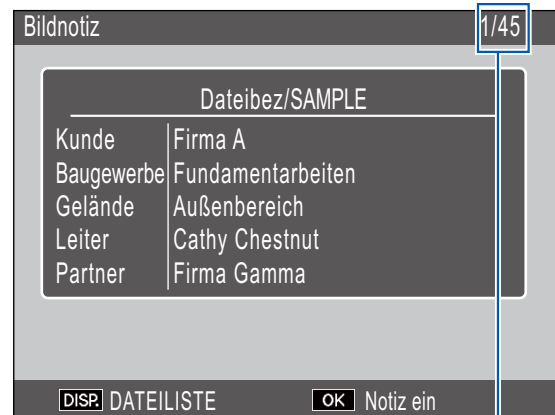 Bildnotiz 1/45
Dateibez/SAMPLE
Kunde Firma A
Baugewerbe Fundamentarbeiten
Gelände Außenbereich
Leiter Cathy Chestnut
Partner Firma Gamma
DISP. DATEILISTE OK Notiz ein